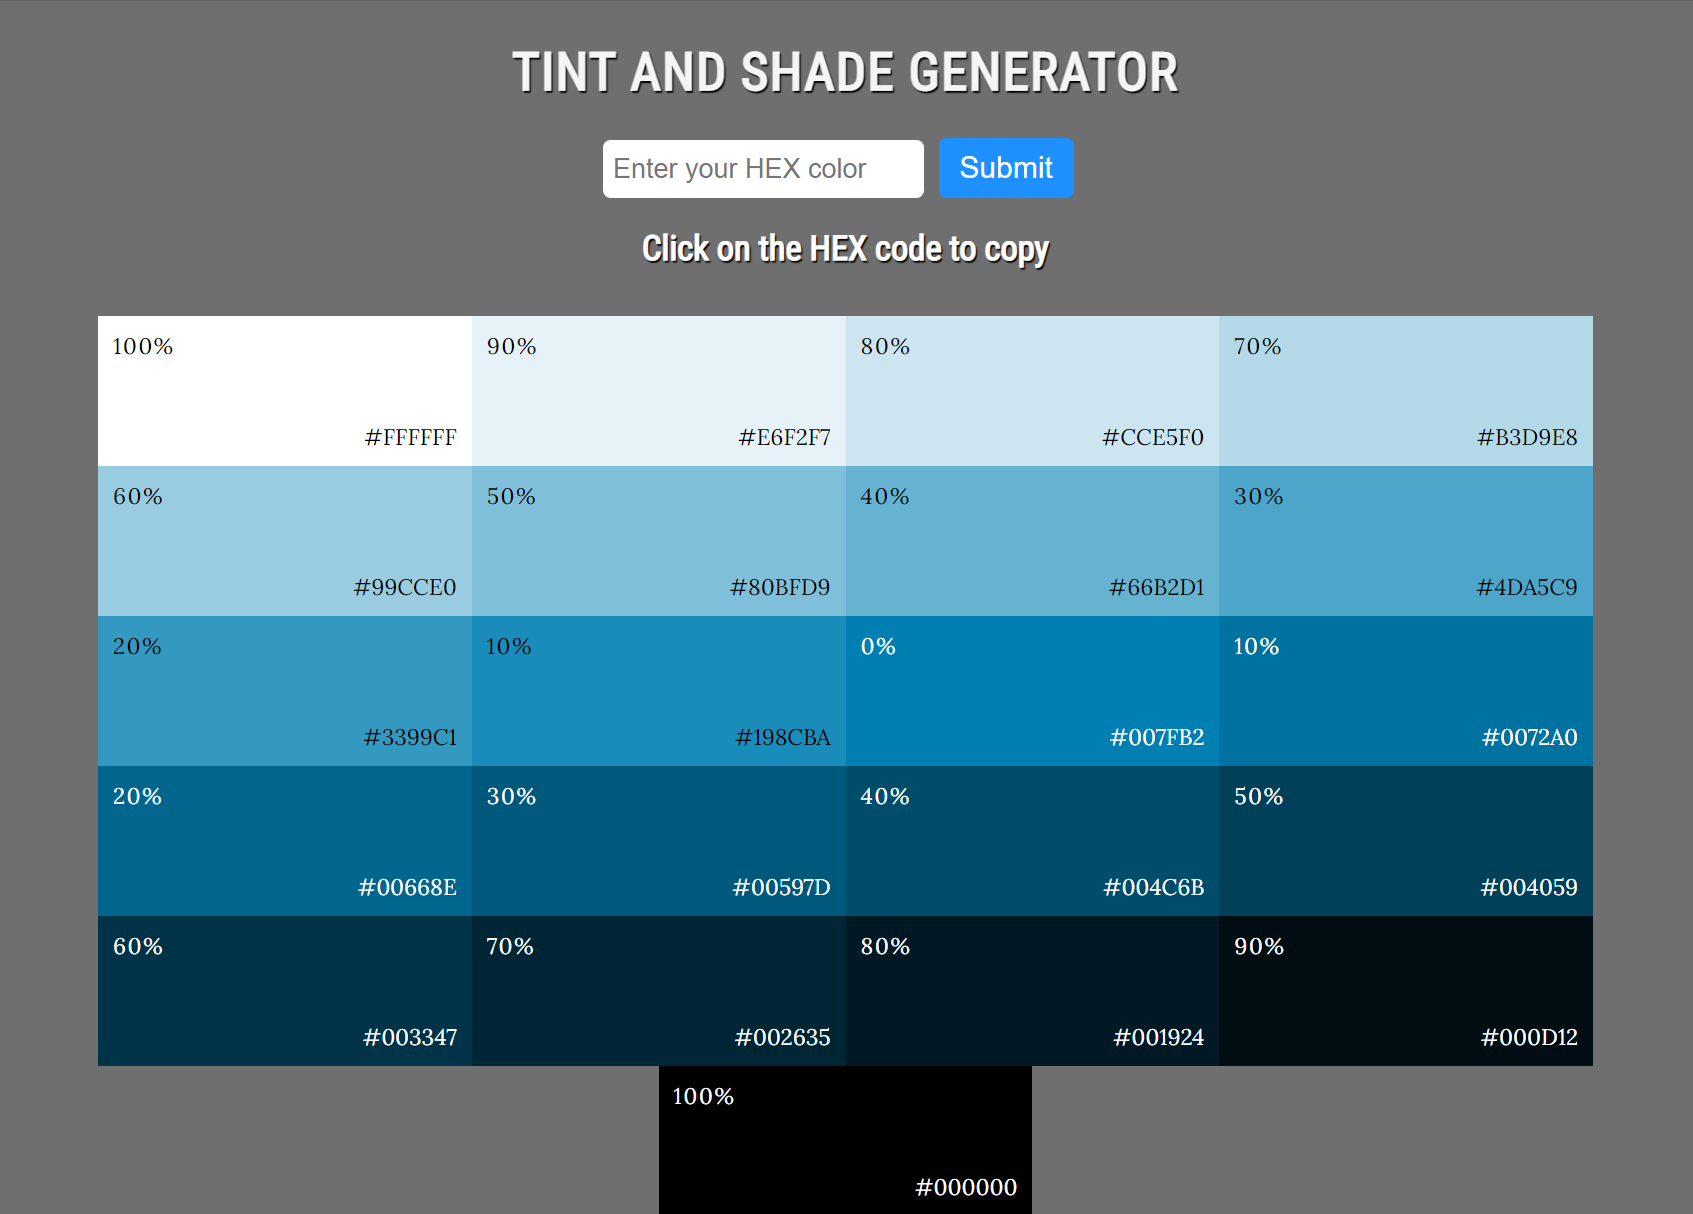 TINT AND SHADE GENERATOR
Enter your HEX color Submit
Click on the HEX code to copy
100% 90% 80% 70%
#FFFFFF #E6F2F7 #CCE5F0 #B3D9E8
60% 50% 40% 30%
#99CCE0 #80BFD9 #66B2D1 #4DA5C9
20% 10% 0% 10%
#3399C1 #198CBA #007FB2 #0072A0
20% 30% 40% 50%
#00668E #00597D #004C6B #004059
60% 70% 80% 90%
#003347 #002635 #001924 #000D12
100%
#000000